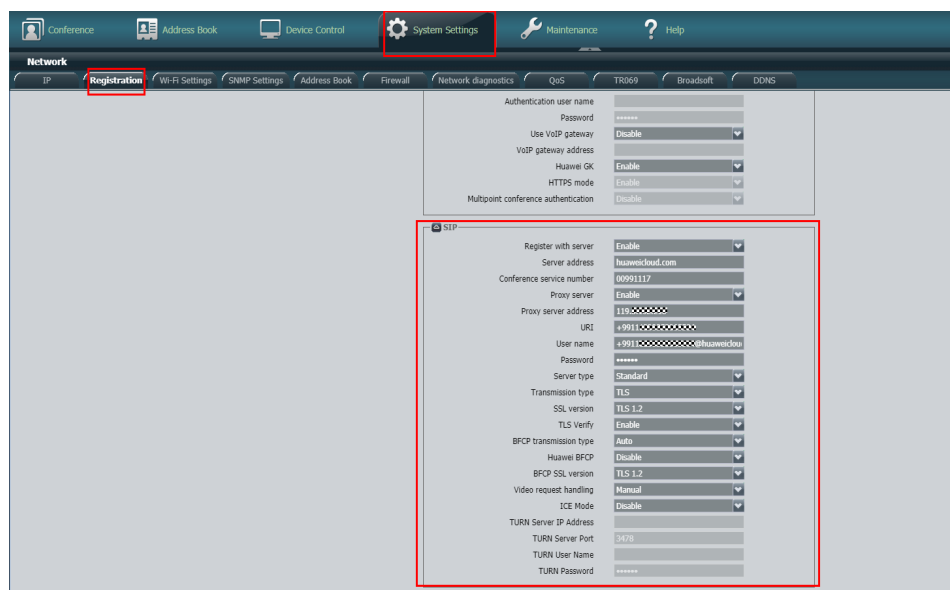 Conference Address Book Device Control System Settings Maintenance ? Help
Network
IP Registration Wi-Fi Settings SNMP Settings Address Book Firewall Network diagnostics QoS TR069 Broadsoft DDNS
Authentication user name
Password ••••••
Use VoIP gateway Disable
VoIP gateway address
Huawei GK Enable
HTTPS mode Enable
Multipoint conference authentication Disable
SIP
Register with server Enable
Server address huaweicloud.com
Conference service number 00991117
Proxy server Enable
Proxy server address 119
URI +9911
User name +9911 @huaweiclou
Password ••••••
Server type Standard
Transmission type TLS
SSL version TLS 1.2
TLS Verify Enable
BFCP transmission type Auto
Huawei BFCP Disable
BFCP SSL version TLS 1.2
Video request handling Manual
ICE Mode Disable
TURN Server IP Address
TURN Server Port 3478
TURN User Name
TURN Password ••••••